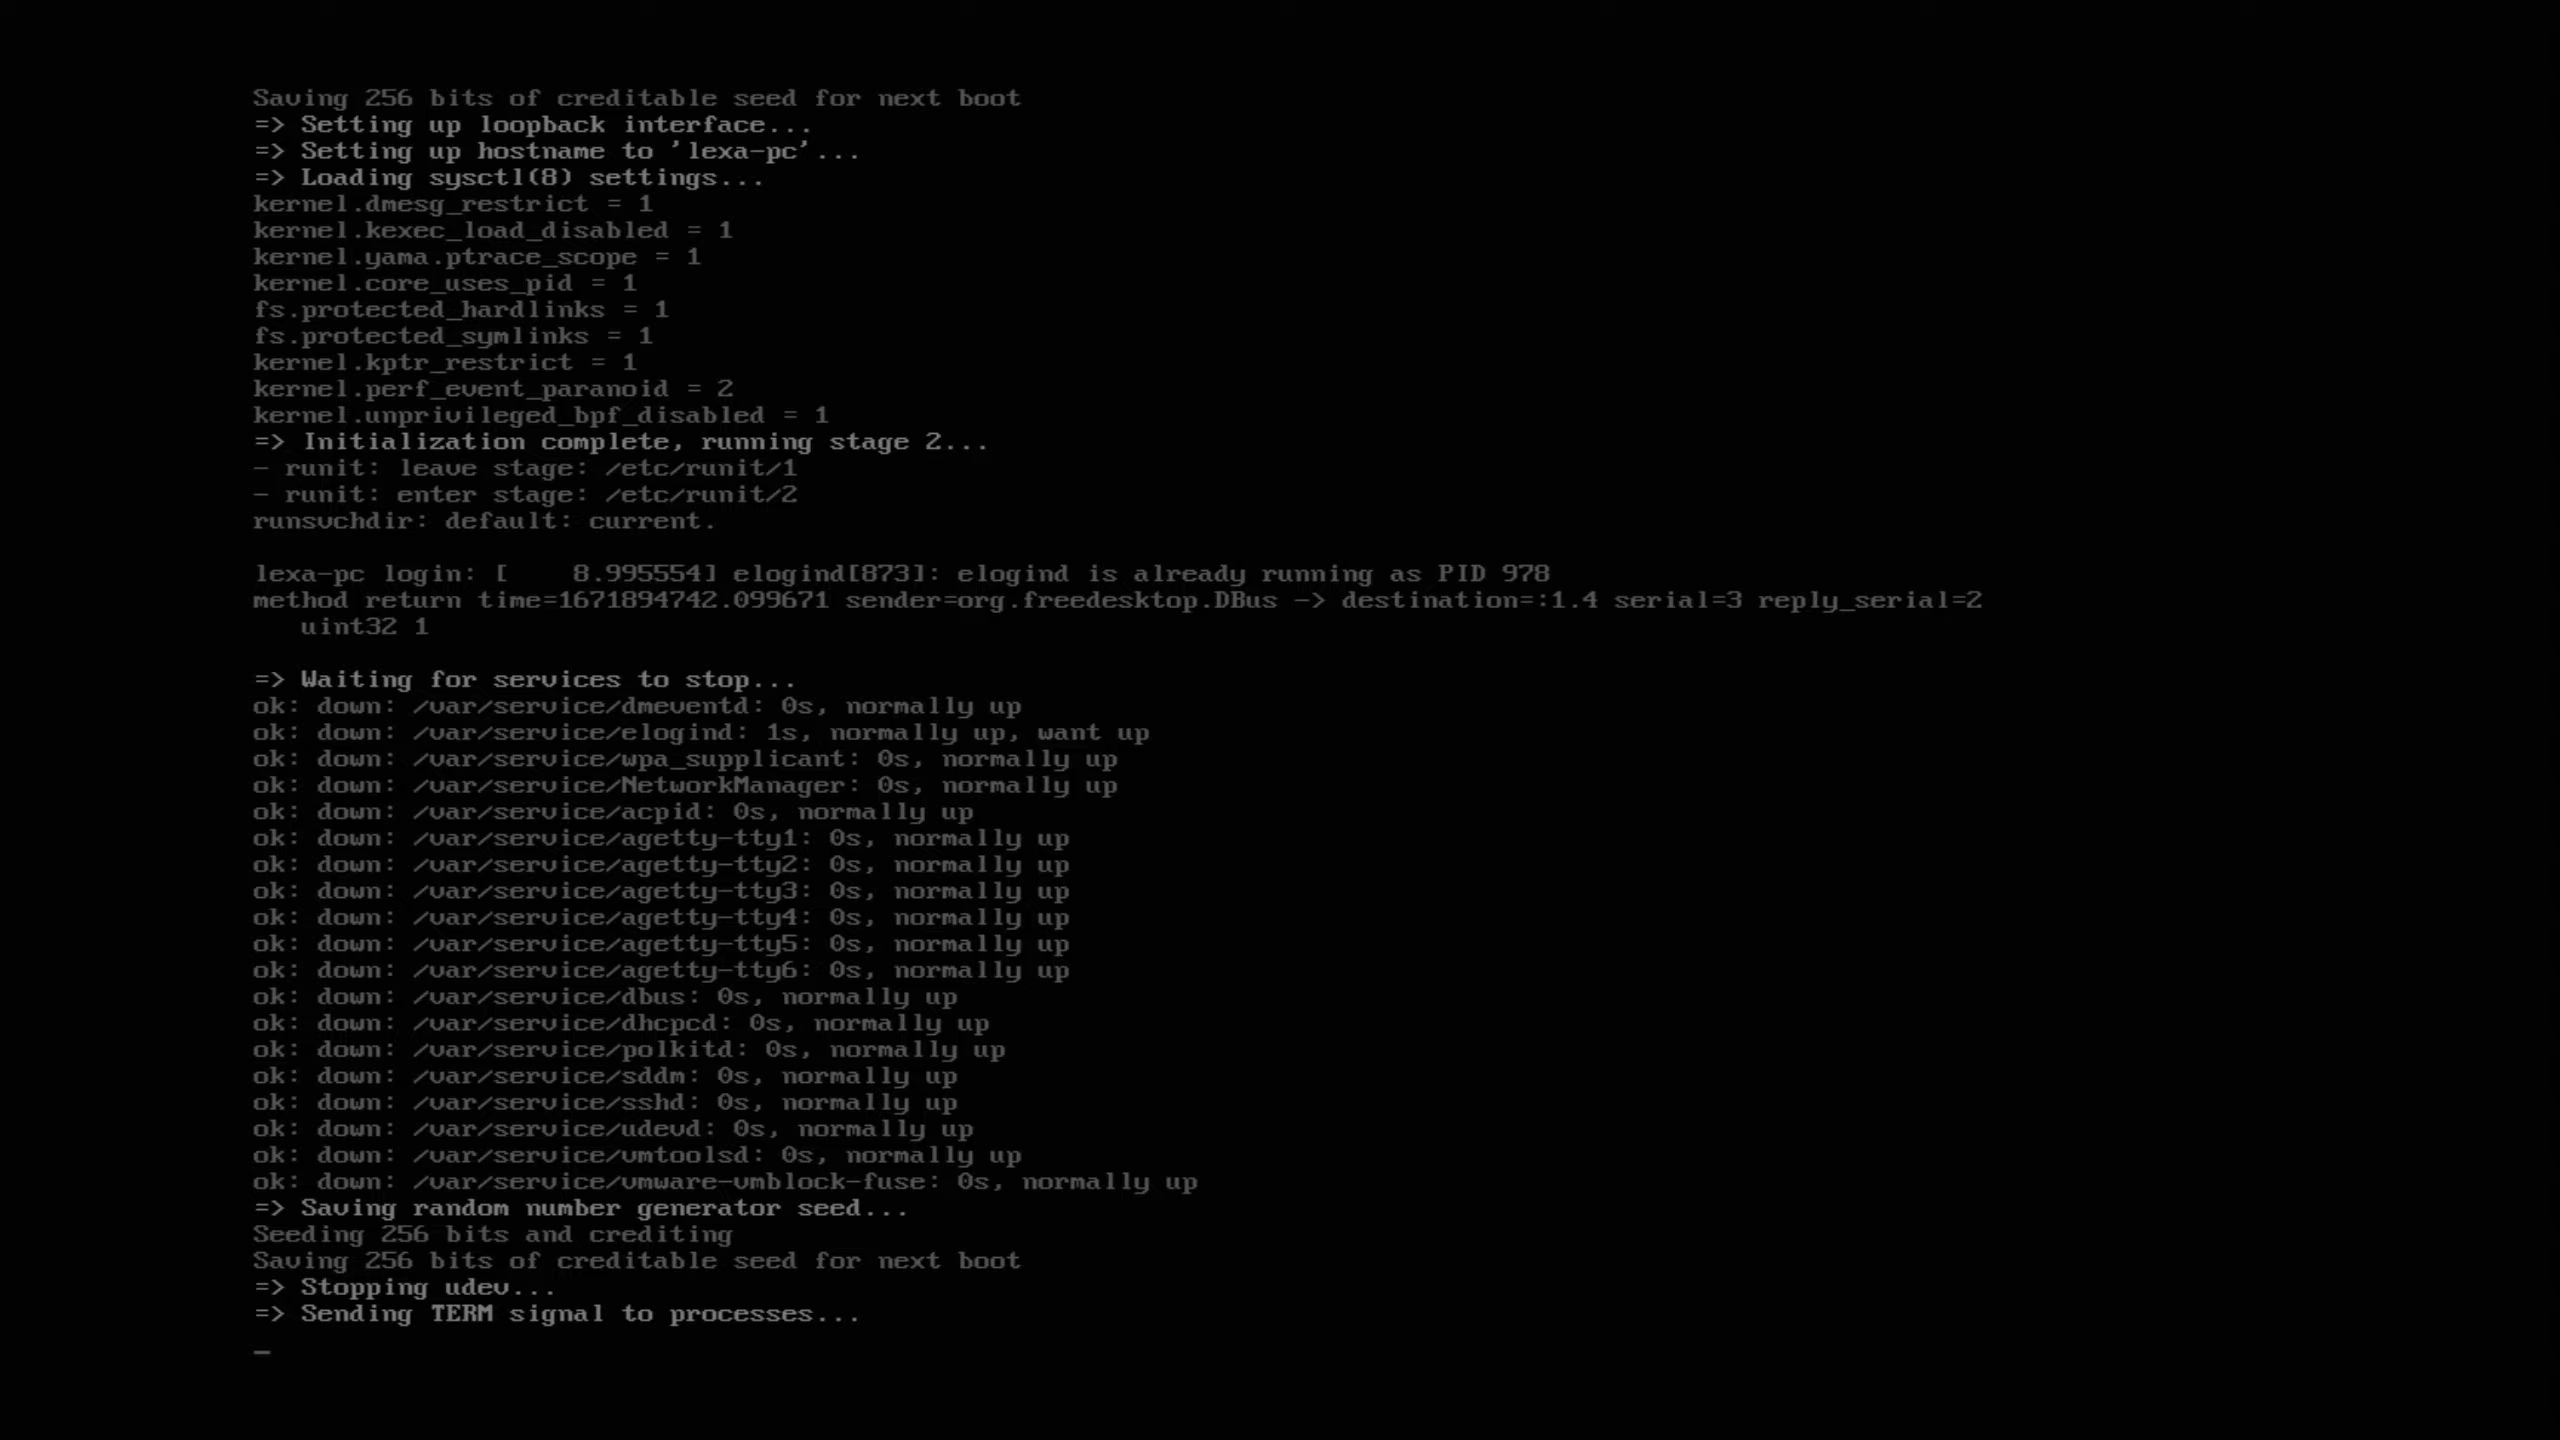 Saving 256 bits of creditable seed for next boot
=> Setting up loopback interface...
=> Setting up hostname to 'lexa-pc'...
=> Loading sysctl(8) settings...
kernel.dmesg_restrict = 1
kernel.kexec_load_disabled = 1
kernel.yama.ptrace_scope = 1
kernel.core_uses_pid = 1
fs.protected_hardlinks = 1
fs.protected_symlinks = 1
kernel.kptr_restrict = 1
kernel.perf_event_paranoid = 2
kernel.unprivileged_bpf_disabled = 1
=> Initialization complete, running stage 2...
- runit: leave stage: /etc/runit/1
- runit: enter stage: /etc/runit/2
runsvchdir: default: current.
lexa-pc login: [    8.995554] elogind[873]: elogind is already running as PID 978
method return time=1671894742.099671 sender=org.freedesktop.DBus -> destination=:1.4 serial=3 reply_serial=2
   uint32 1
=> Waiting for services to stop...
ok: down: /var/service/dmeventd: 0s, normally up
ok: down: /var/service/elogind: 1s, normally up, want up
ok: down: /var/service/wpa_supplicant: 0s, normally up
ok: down: /var/service/NetworkManager: 0s, normally up
ok: down: /var/service/acpid: 0s, normally up
ok: down: /var/service/agetty-tty1: 0s, normally up
ok: down: /var/service/agetty-tty2: 0s, normally up
ok: down: /var/service/agetty-tty3: 0s, normally up
ok: down: /var/service/agetty-tty4: 0s, normally up
ok: down: /var/service/agetty-tty5: 0s, normally up
ok: down: /var/service/agetty-tty6: 0s, normally up
ok: down: /var/service/dbus: 0s, normally up
ok: down: /var/service/dhcpcd: 0s, normally up
ok: down: /var/service/polkitd: 0s, normally up
ok: down: /var/service/sddm: 0s, normally up
ok: down: /var/service/sshd: 0s, normally up
ok: down: /var/service/udevd: 0s, normally up
ok: down: /var/service/vmtoolsd: 0s, normally up
ok: down: /var/service/vmware-vmblock-fuse: 0s, normally up
=> Saving random number generator seed...
Seeding 256 bits and crediting
Saving 256 bits of creditable seed for next boot
=> Stopping udev...
=> Sending TERM signal to processes...
_